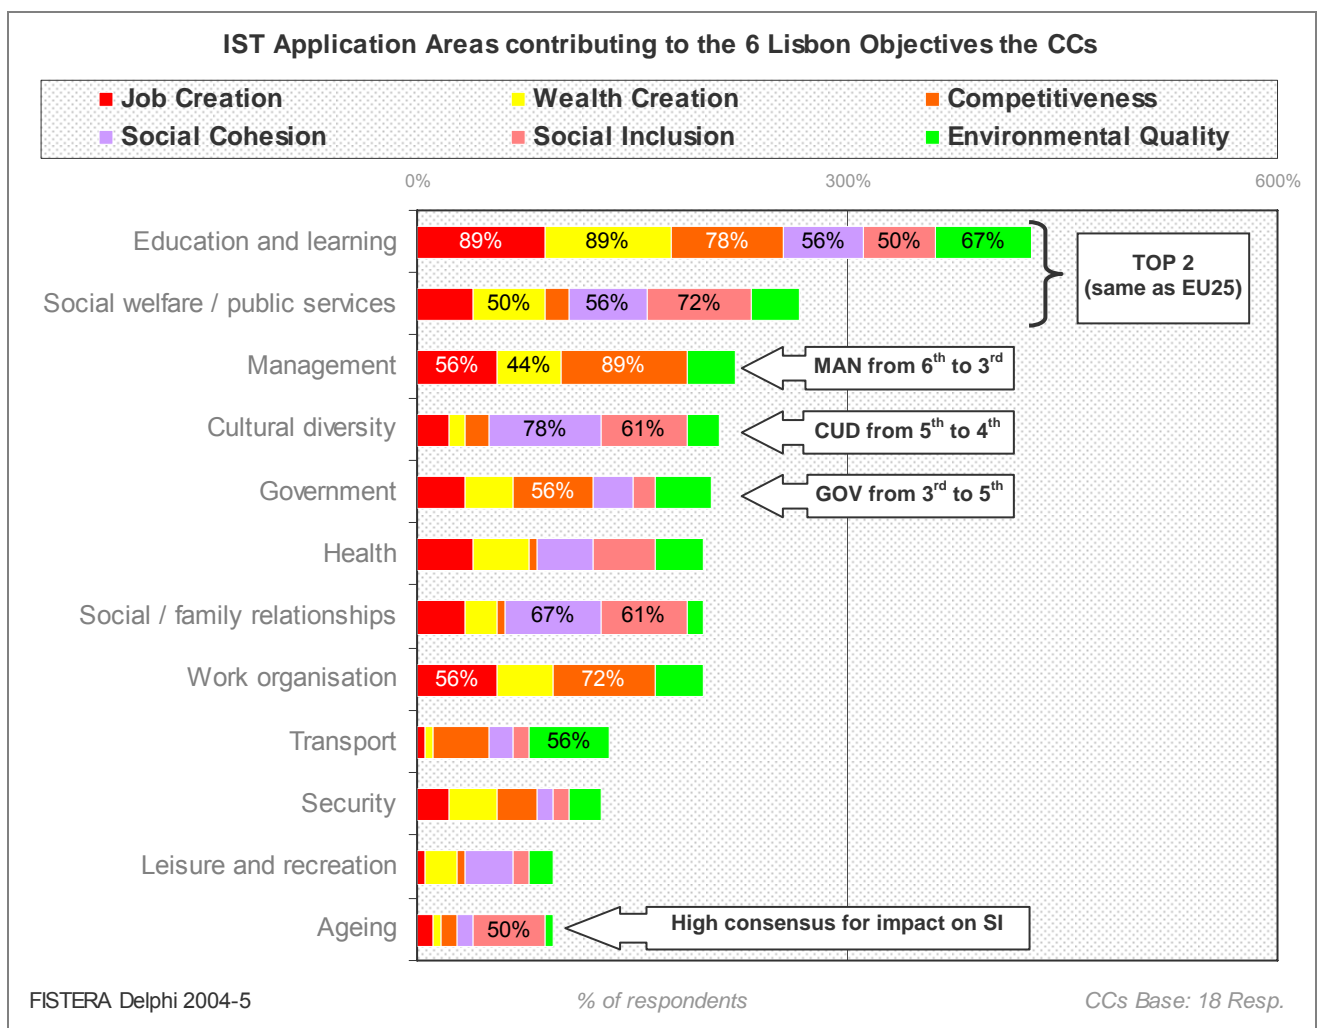 IST Application Areas contributing to the 6 Lisbon Objectives the CCs
Job Creation Wealth Creation Competitiveness
Social Cohesion Social Inclusion Environmental Quality
0% 300% 600%
Education and learning 89% 89% 78% 56% 50% 67%
TOP 2
(same as EU25)
Social welfare / public services 50% 56% 72%
Management 56% 44% 89% MAN from 6th to 3rd
Cultural diversity 78% 61% CUD from 5th to 4th
Government 56% GOV from 3rd to 5th
Health
Social / family relationships 67% 61%
Work organisation 56% 72%
Transport 56%
Security
Leisure and recreation
Ageing 50% High consensus for impact on SI
FISTERA Delphi 2004-5 % of respondents CCs Base: 18 Resp.